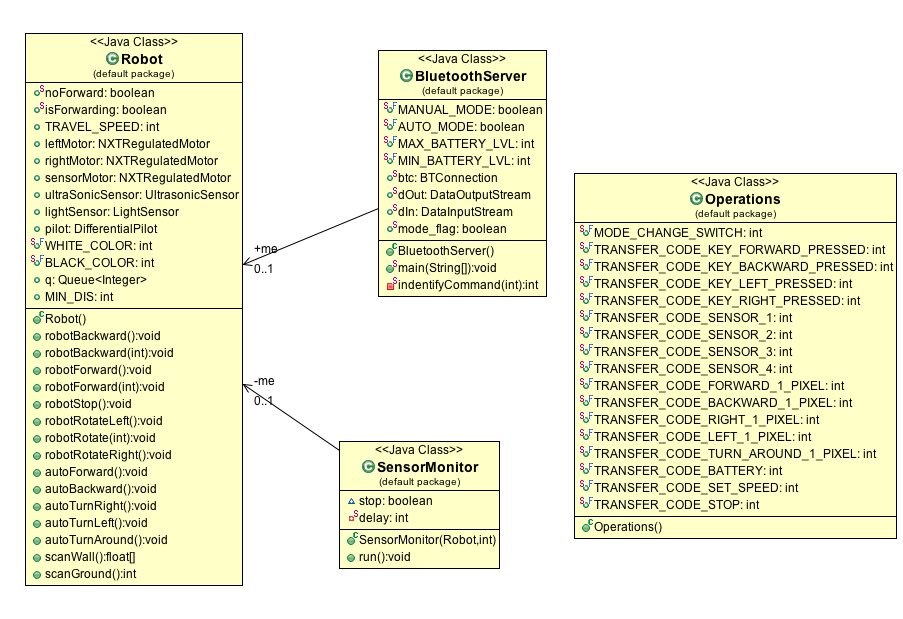 <<Java Class>>
Robot
(default package)
noForward: boolean
isForwarding: boolean
TRAVEL_SPEED: int
leftMotor: NXTRegulatedMotor
rightMotor: NXTRegulatedMotor
sensorMotor: NXTRegulatedMotor
ultraSonicSensor: UltrasonicSensor
lightSensor: LightSensor
pilot: DifferentialPilot
WHITE_COLOR: int
BLACK_COLOR: int
q: Queue<Integer>
MIN_DIS: int
Robot()
robotBackward():void
robotBackward(int):void
robotForward():void
robotForward(int):void
robotStop():void
robotRotateLeft():void
robotRotate(int):void
robotRotateRight():void
autoForward():void
autoBackward():void
autoTurnRight():void
autoTurnLeft():void
autoTurnAround():void
scanWall():float[]
scanGround():int
+me
0..1
-me
0..1
<<Java Class>>
BluetoothServer
(default package)
MANUAL_MODE: boolean
AUTO_MODE: boolean
MAX_BATTERY_LVL: int
MIN_BATTERY_LVL: int
btc: BTConnection
dOut: DataOutputStream
dIn: DataInputStream
mode_flag: boolean
BluetoothServer()
main(String[]):void
indentifyCommand(int):int
<<Java Class>>
SensorMonitor
(default package)
stop: boolean
delay: int
SensorMonitor(Robot,int)
run():void
<<Java Class>>
Operations
(default package)
MODE_CHANGE_SWITCH: int
TRANSFER_CODE_KEY_FORWARD_PRESSED: int
TRANSFER_CODE_KEY_BACKWARD_PRESSED: int
TRANSFER_CODE_KEY_LEFT_PRESSED: int
TRANSFER_CODE_KEY_RIGHT_PRESSED: int
TRANSFER_CODE_SENSOR_1: int
TRANSFER_CODE_SENSOR_2: int
TRANSFER_CODE_SENSOR_3: int
TRANSFER_CODE_SENSOR_4: int
TRANSFER_CODE_FORWARD_1_PIXEL: int
TRANSFER_CODE_BACKWARD_1_PIXEL: int
TRANSFER_CODE_RIGHT_1_PIXEL: int
TRANSFER_CODE_LEFT_1_PIXEL: int
TRANSFER_CODE_TURN_AROUND_1_PIXEL: int
TRANSFER_CODE_BATTERY: int
TRANSFER_CODE_SET_SPEED: int
TRANSFER_CODE_STOP: int
Operations()